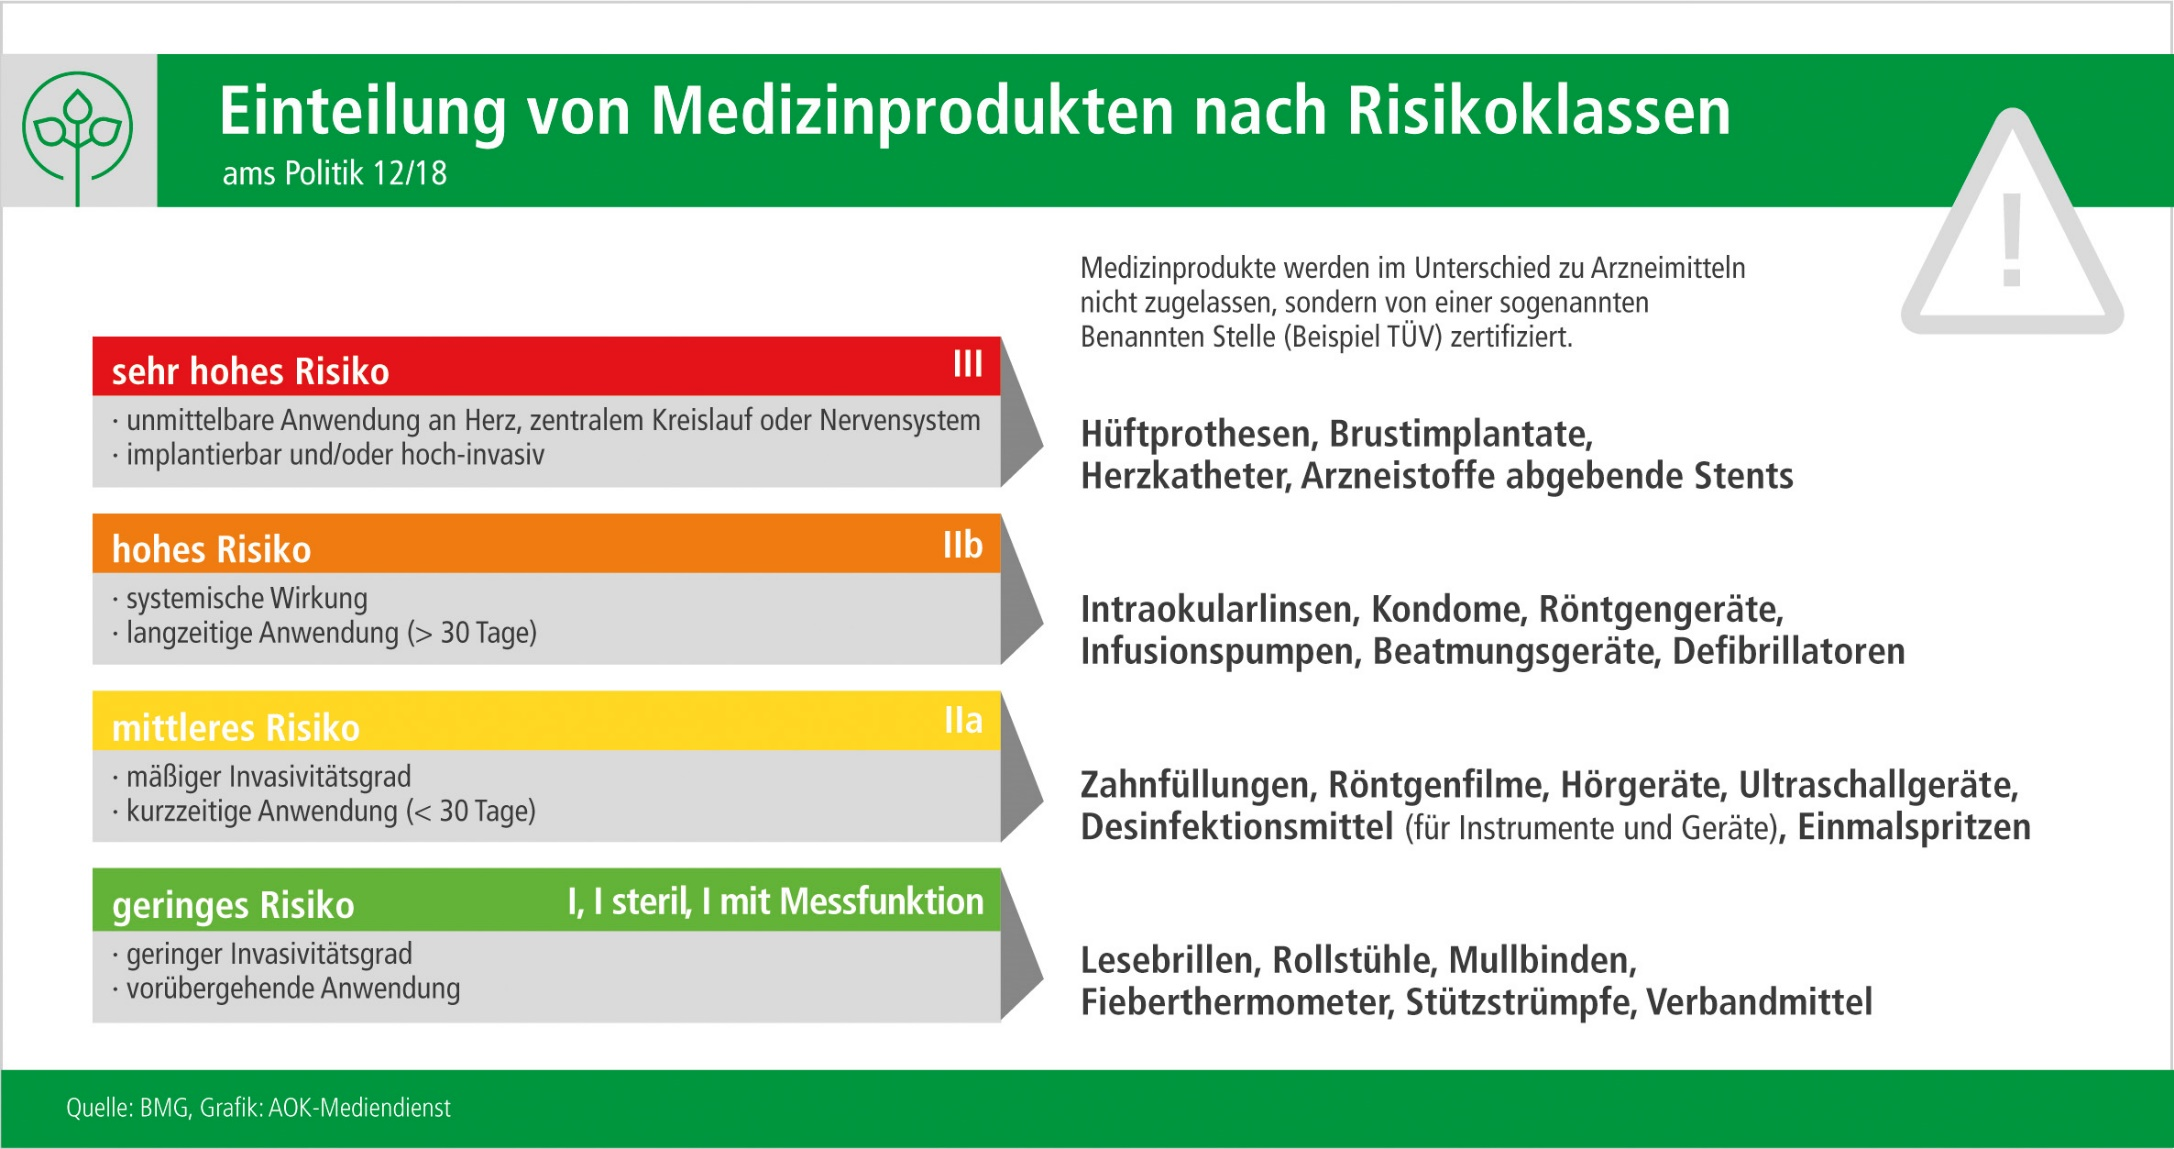 Einteilung von Medizinprodukten nach Risikoklassen
ams Politik 12/18
!
Medizinprodukte werden im Unterschied zu Arzneimitteln
nicht zugelassen, sondern von einer sogenannten
Benannten Stelle (Beispiel TÜV) zertifiziert.
sehr hohes Risiko III
· unmittelbare Anwendung an Herz, zentralem Kreislauf oder Nervensystem
· implantierbar und/oder hoch-invasiv
Hüftprothesen, Brustimplantate,
Herzkatheter, Arzneistoffe abgebende Stents
hohes Risiko IIb
· systemische Wirkung
· langzeitige Anwendung (> 30 Tage)
Intraokularlinsen, Kondome, Röntgengeräte,
Infusionspumpen, Beatmungsgeräte, Defibrillatoren
mittleres Risiko IIa
· mäßiger Invasivitätsgrad
· kurzzeitige Anwendung (< 30 Tage)
Zahnfüllungen, Röntgenfilme, Hörgeräte, Ultraschallgeräte,
Desinfektionsmittel (für Instrumente und Geräte), Einmalspritzen
geringes Risiko I, I steril, I mit Messfunktion
· geringer Invasivitätsgrad
· vorübergehende Anwendung
Lesebrillen, Rollstühle, Mullbinden,
Fieberthermometer, Stützstrümpfe, Verbandmittel
Quelle: BMG, Grafik: AOK-Mediendienst